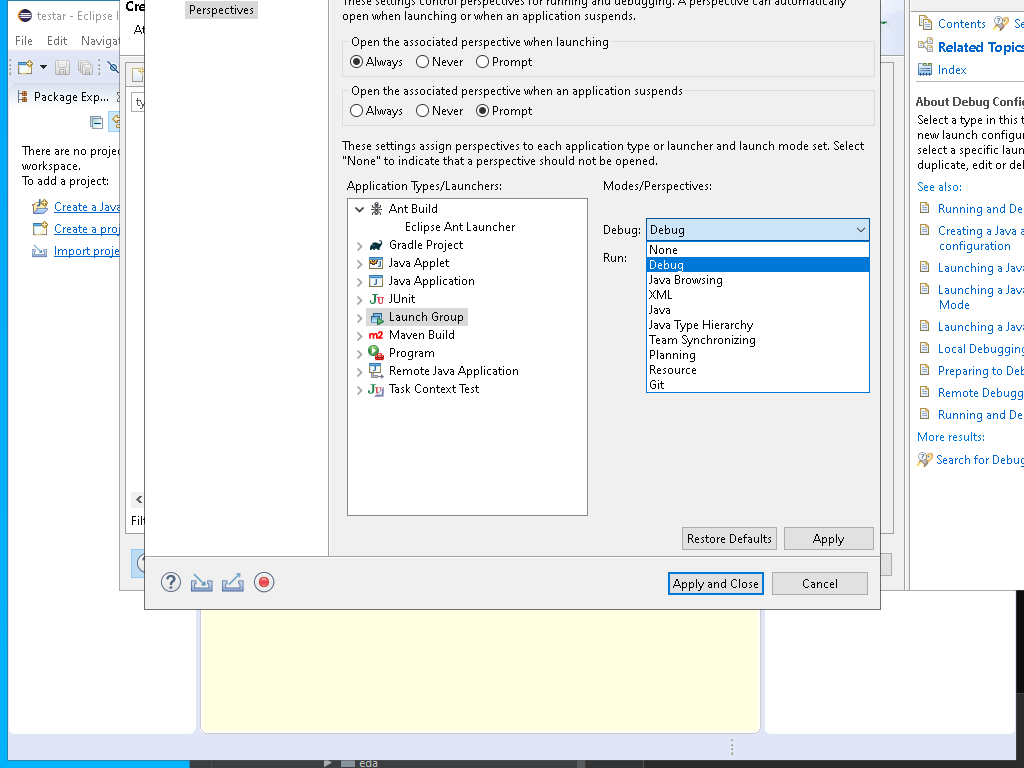 testar - Eclipse
File Edit Navigat
Package Exp...
There are no proje
workspace.
To add a project:
Create a Java
Create a proj
Import proje
Cre
ty
Perspectives
These settings control perspectives for running and debugging. A perspective can automatically
open when launching or when an application suspends.
Open the associated perspective when launching
Always Never Prompt
Open the associated perspective when an application suspends
Always Never Prompt
These settings assign perspectives to each application type or launcher and launch mode set. Select
"None" to indicate that a perspective should not be opened.
Application Types/Launchers:
Ant Build
Eclipse Ant Launcher
Gradle Project
Java Applet
Java Application
JUnit
Launch Group
Maven Build
Program
Remote Java Application
Task Context Test
Modes/Perspectives:
Debug: Debug
Run:
None
Debug
Java Browsing
XML
Java
Java Type Hierarchy
Team Synchronizing
Planning
Resource
Git
Restore Defaults Apply
Apply and Close Cancel
Filt
Contents Se
Related Topics
Index
About Debug Config
Select a type in this t
new launch configur
select a specific laun
duplicate, edit or del
See also:
Running and De
Creating a Java a
configuration
Launching a Java
Launching a Java
Mode
Launching a Java
Local Debugging
Preparing to Deb
Remote Debugg
Running and De
More results:
Search for Debug
eda